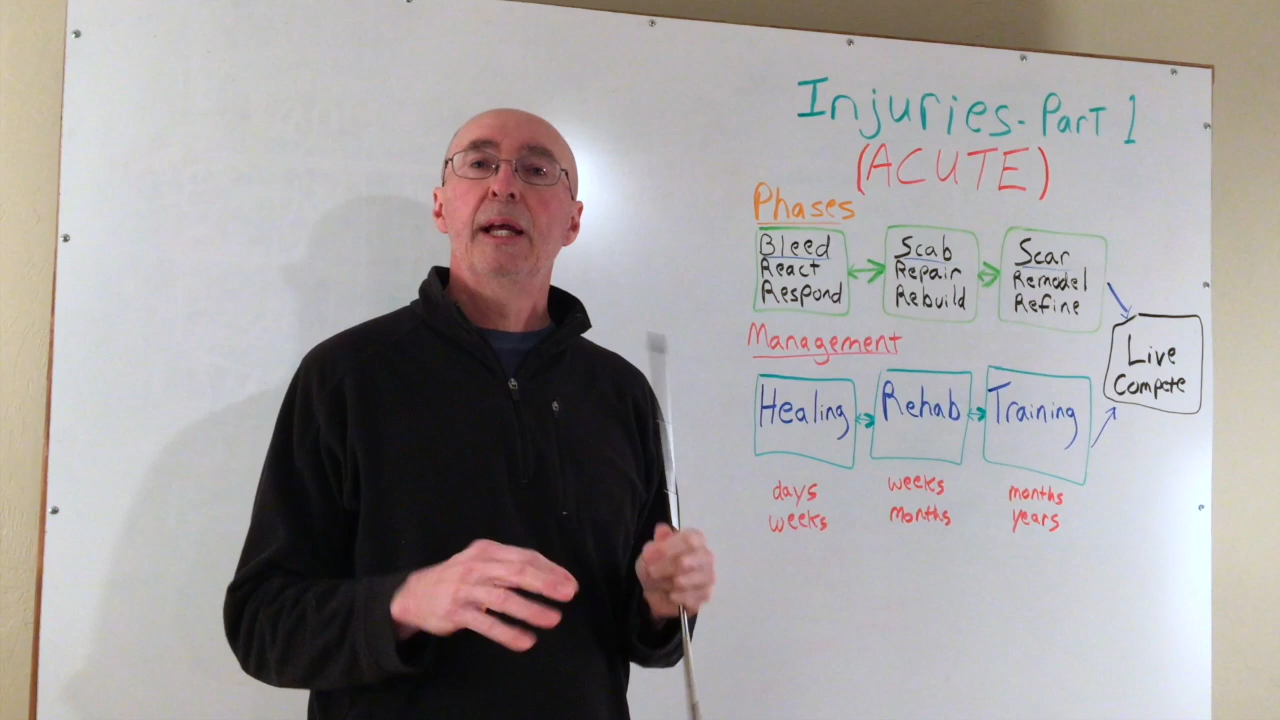 Injuries - Part 1
(ACUTE)
Phases
Bleed
React
Respond
Scab
Repair
Rebuild
Scar
Remodel
Refine
Live
Compete
Management
Healing
Rehab
Training
days
weeks
weeks
months
months
years